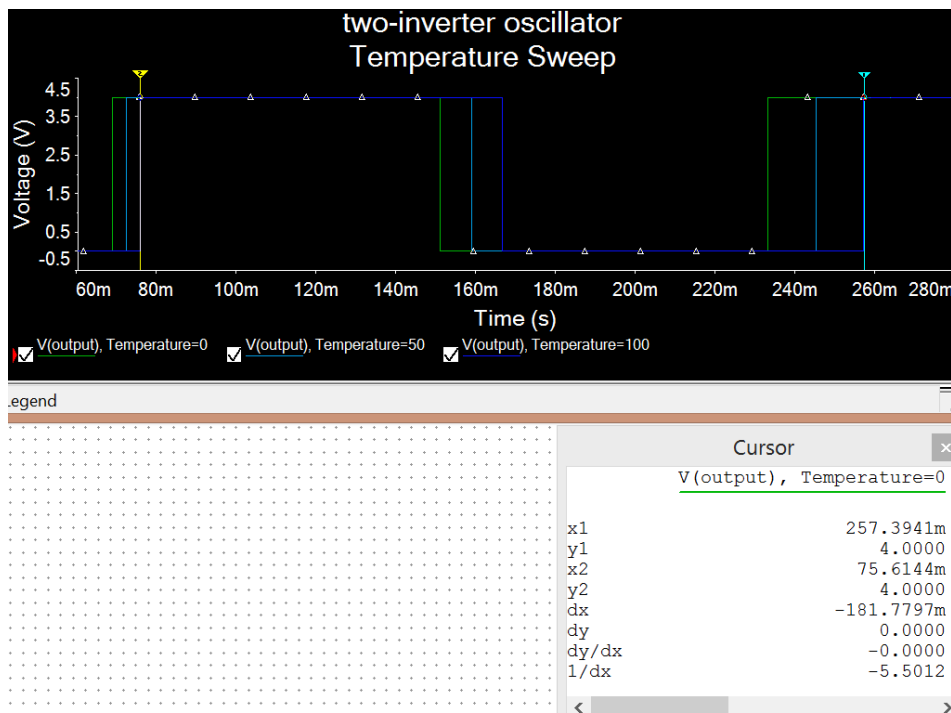 two-inverter oscillator
Temperature Sweep
Voltage (V)
4.5
3.5
2.5
1.5
0.5
-0.5
60m 80m 100m 120m 140m 160m 180m 200m 220m 240m 260m 280m
Time (s)
V(output), Temperature=0 V(output), Temperature=50 V(output), Temperature=100
Legend
Cursor
V(output), Temperature=0
x1 257.3941m
y1 4.0000
x2 75.6144m
y2 4.0000
dx -181.7797m
dy 0.0000
dy/dx -0.0000
1/dx -5.5012